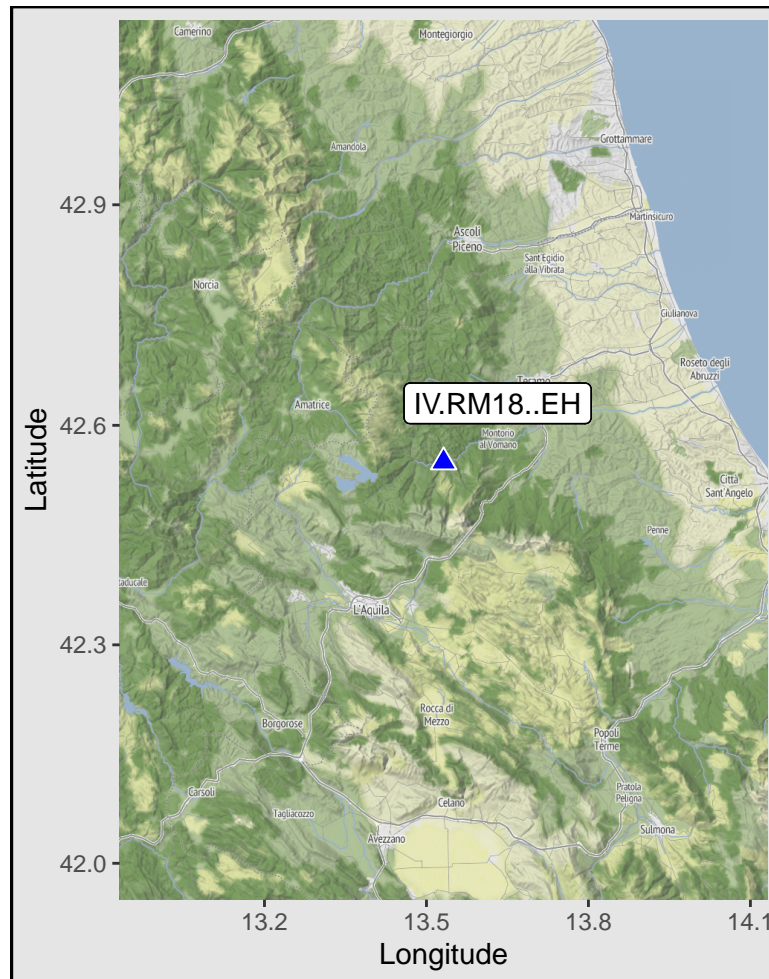 Camerino
Montegiorgio
Grottammare
Amandola
42.9
Martinsicuro
Ascoli
Piceno
Sant'Egidio
alla Vibrata
Norcia
Giulianova
Roseto degli
Abruzzi
Teramo
Amatrice
IV.RM18..EH
42.6
Montorio
al Vomano
Latitude
Città
Sant'Angelo
Penne
taducale
L'Aquila
42.3
Rocca di
Mezzo
Borgorose
Popoli
Terme
Carsoli
Celano
Pratola
Peligna
Tagliacozzo
Avezzano
Sulmona
42.0
13.2
13.5
13.8
14.1
Longitude